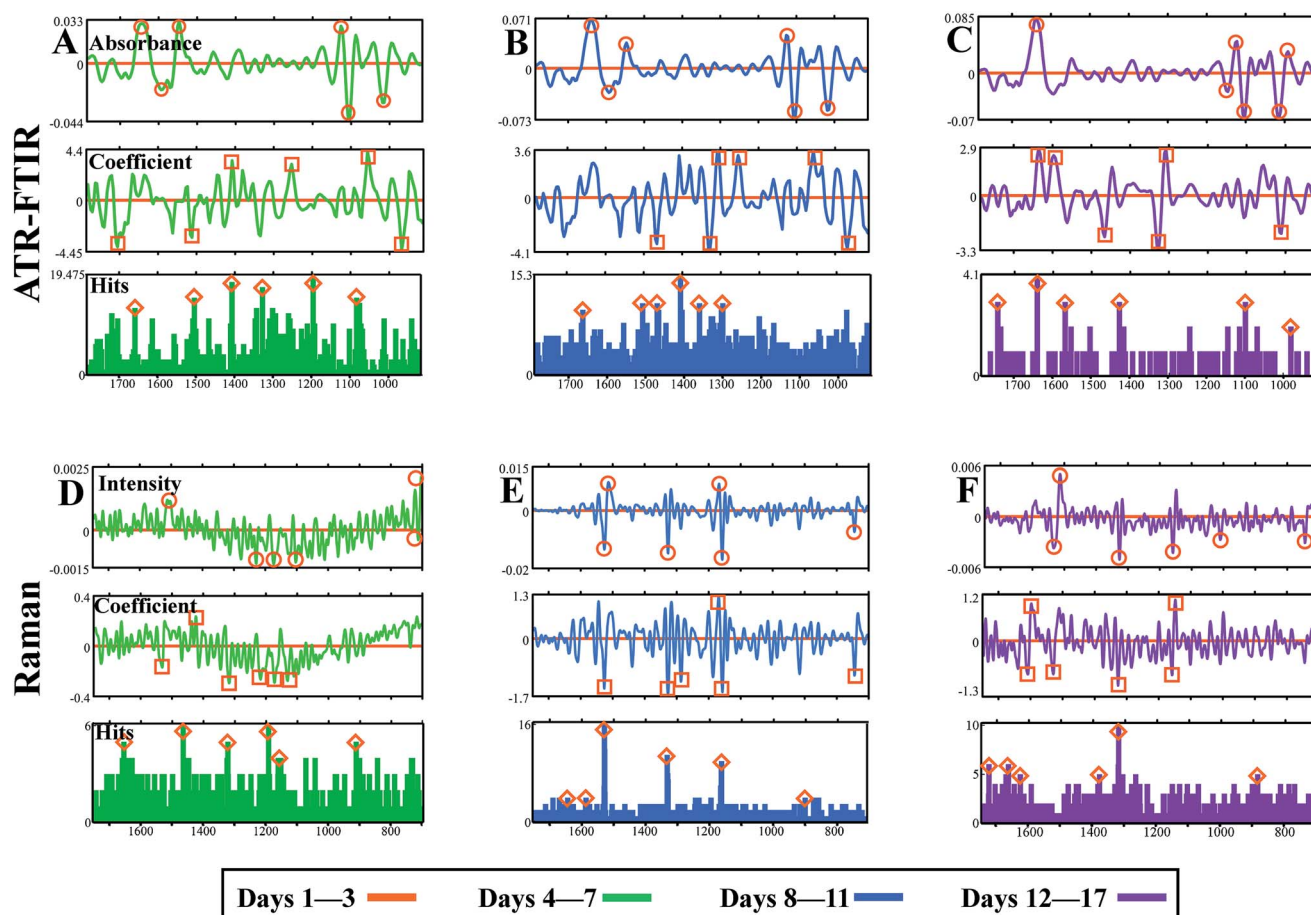 ATR-FTIR
A
Absorbance
0.033
0
-0.044
Coefficient
4.4
0
-4.45
Hits
19.475
0
1700 1600 1500 1400 1300 1200 1100 1000
B
0.071
0
-0.073
3.6
0
-4.1
15.3
0
1700 1600 1500 1400 1300 1200 1100 1000
C
0.085
0
-0.07
2.9
0
-3.3
4.1
0
1700 1600 1500 1400 1300 1200 1100 1000
Raman
D
Intensity
0.0025
0
-0.0015
Coefficient
0.4
0
-0.4
Hits
6
0
1600 1400 1200 1000 800
E
0.015
0
-0.02
1.3
0
-1.7
16
0
1600 1400 1200 1000 800
F
0.006
0
-0.006
1.2
0
-1.3
10
5
0
1600 1400 1200 1000 800
Days 1—3 Days 4—7 Days 8—11 Days 12—17